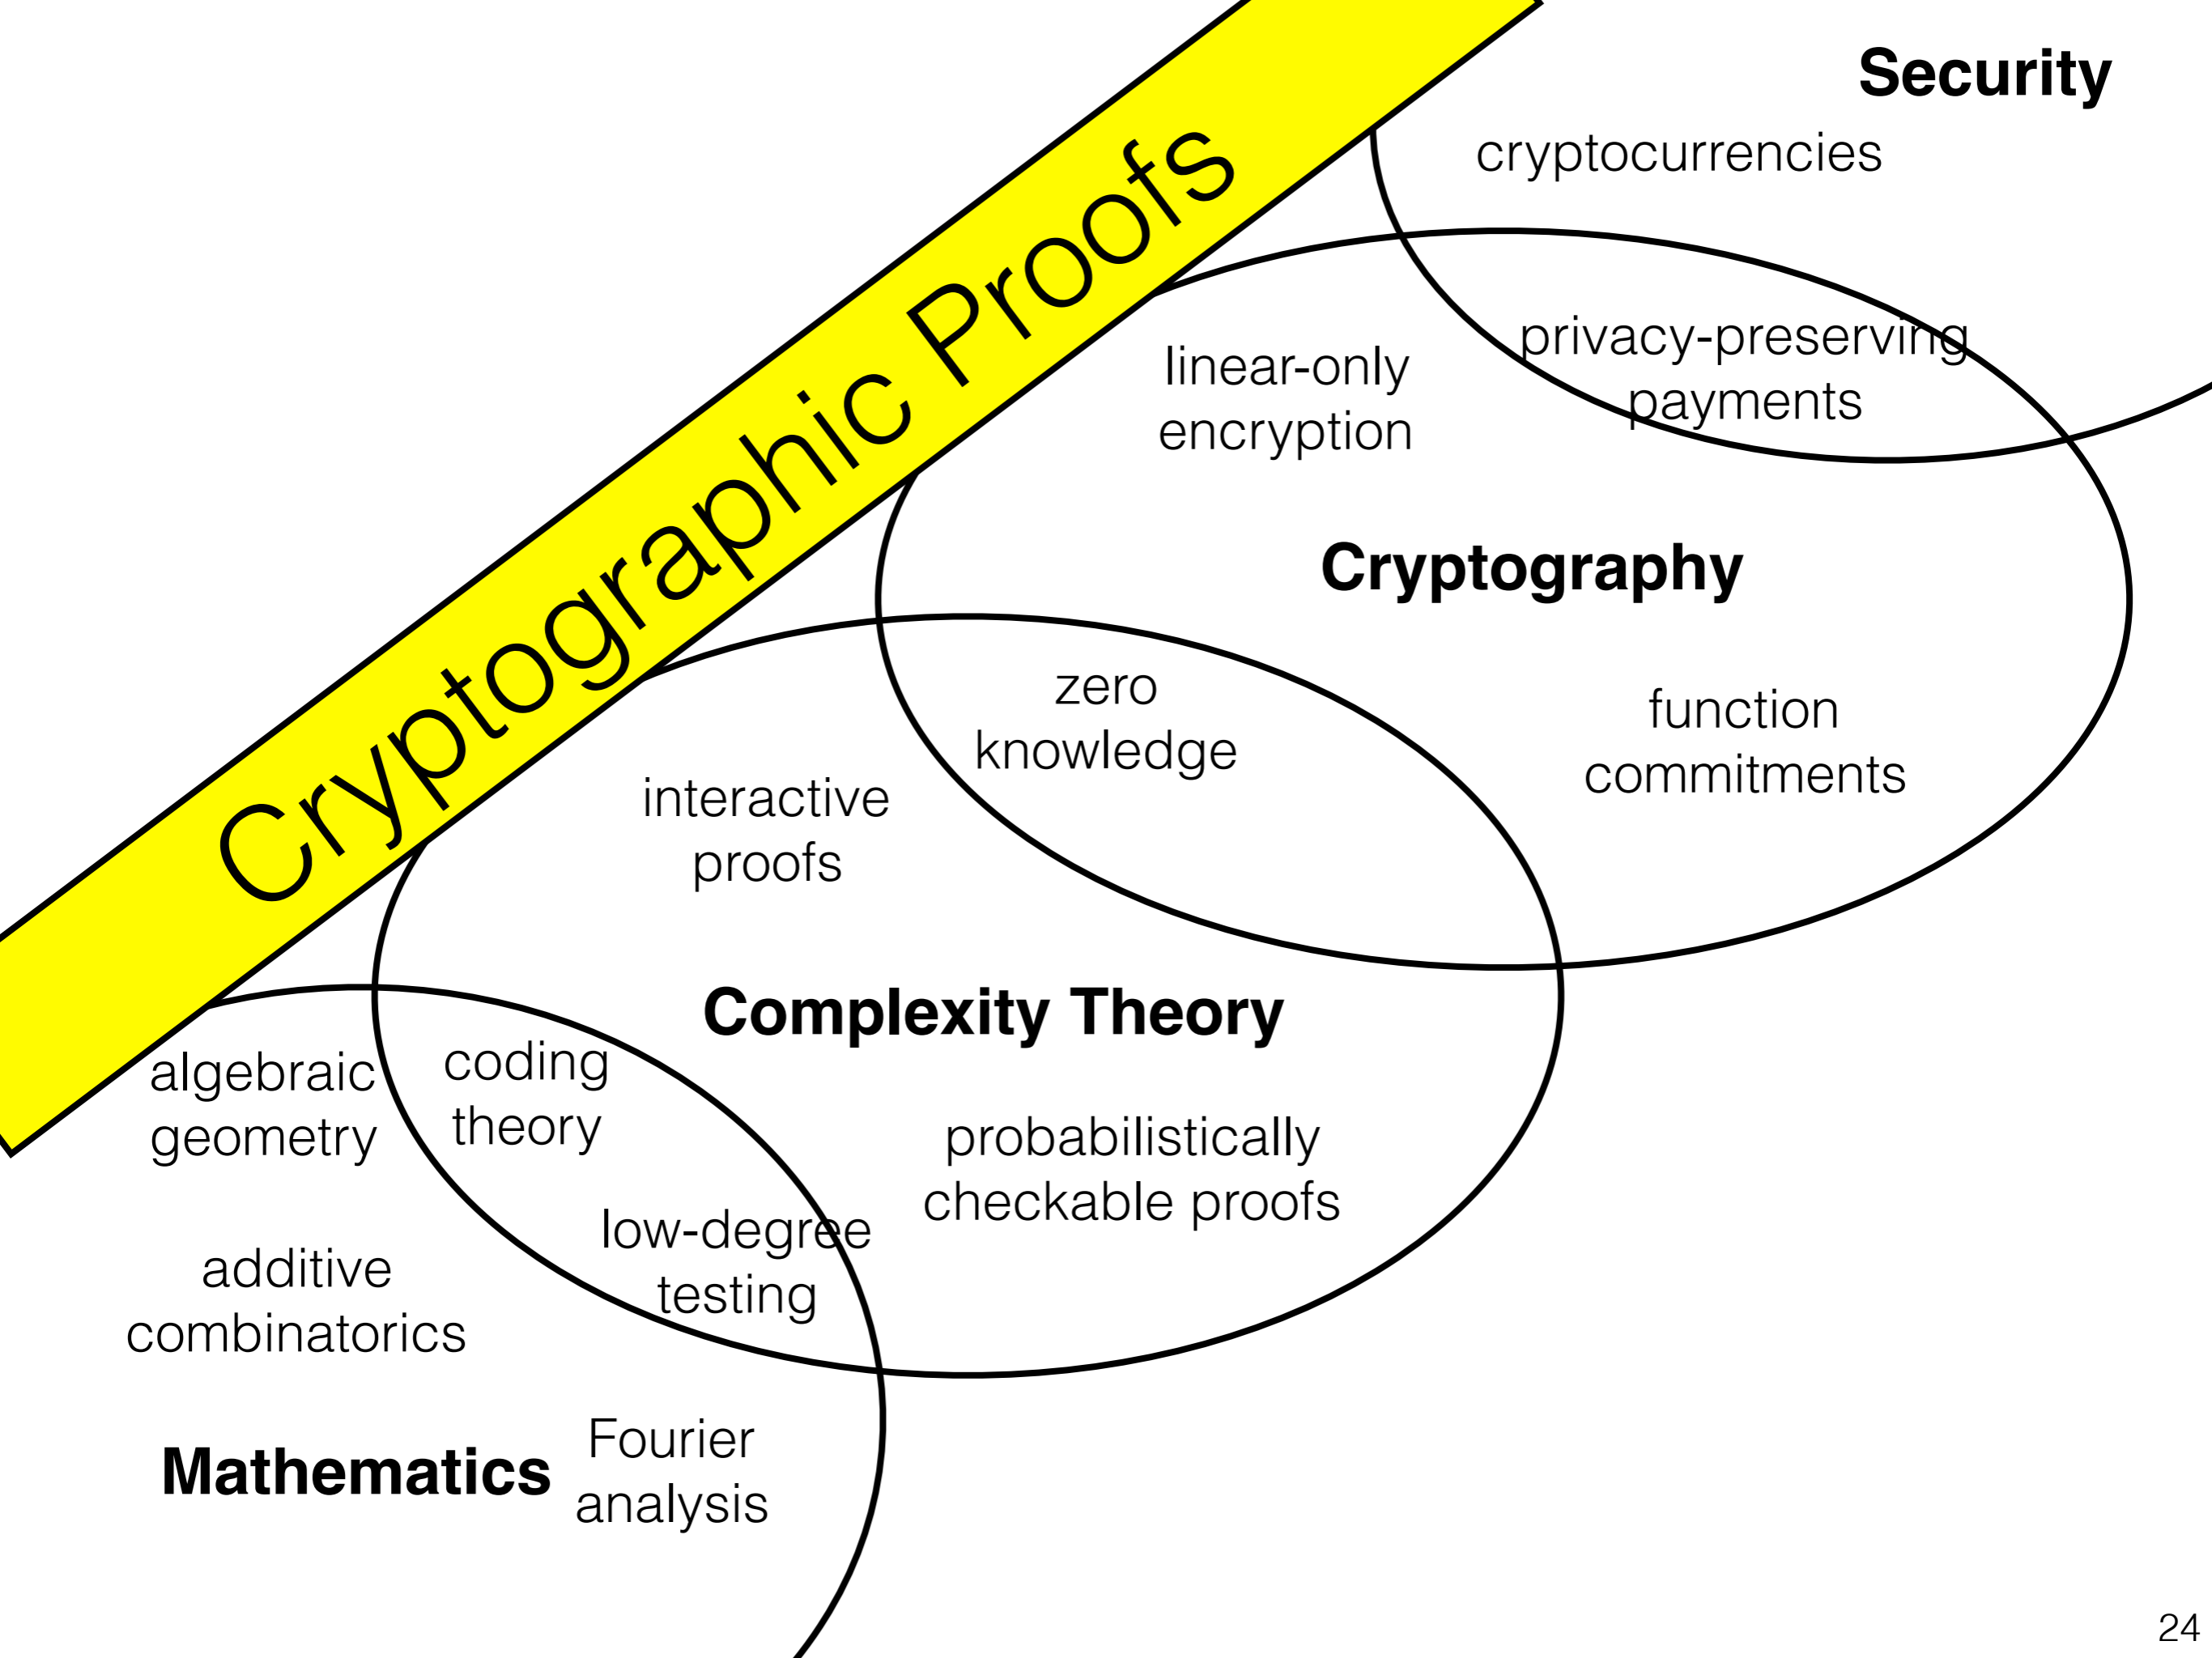 Cryptographic Proofs
Security
cryptocurrencies
privacy-preserving
payments
linear-only
encryption
Cryptography
function
commitments
zero
knowledge
interactive
proofs
Complexity Theory
probabilistically
checkable proofs
coding
theory
low-degree
testing
algebraic
geometry
additive
combinatorics
Mathematics
Fourier
analysis
24